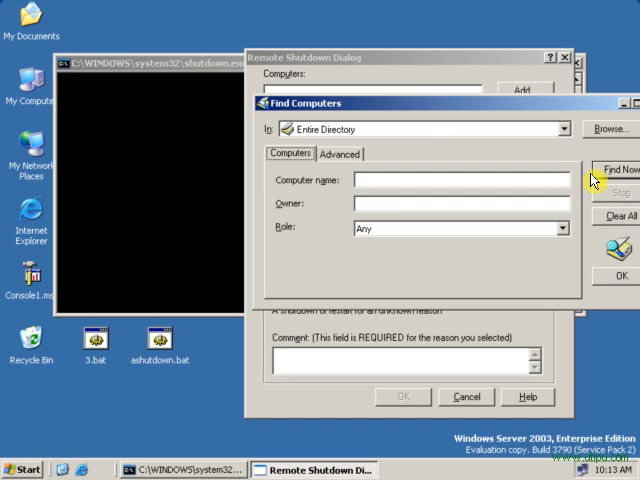 My Documents
C:\WINDOWS\system32\shutdown.exe
Remote Shutdown Dialog
Computers:
Add
My Compute
Find Computers
In: Entire Directory
Browse...
Computers Advanced
My Network Places
Find Now
Computer name:
Stop
Owner:
Clear All
Role: Any
Internet Explorer
OK
Console1.ms
A shutdown or restart for an unknown reason
Comment: (This field is REQUIRED for the reason you selected)
Recycle Bin
3.bat
ashutdown.bat
OK Cancel Help
Windows Server 2003, Enterprise Edition
Evaluation copy. Build 3790 (Service Pack 2)
Start
C:\WINDOWS\system32...
Remote Shutdown Di...
10:13 AM